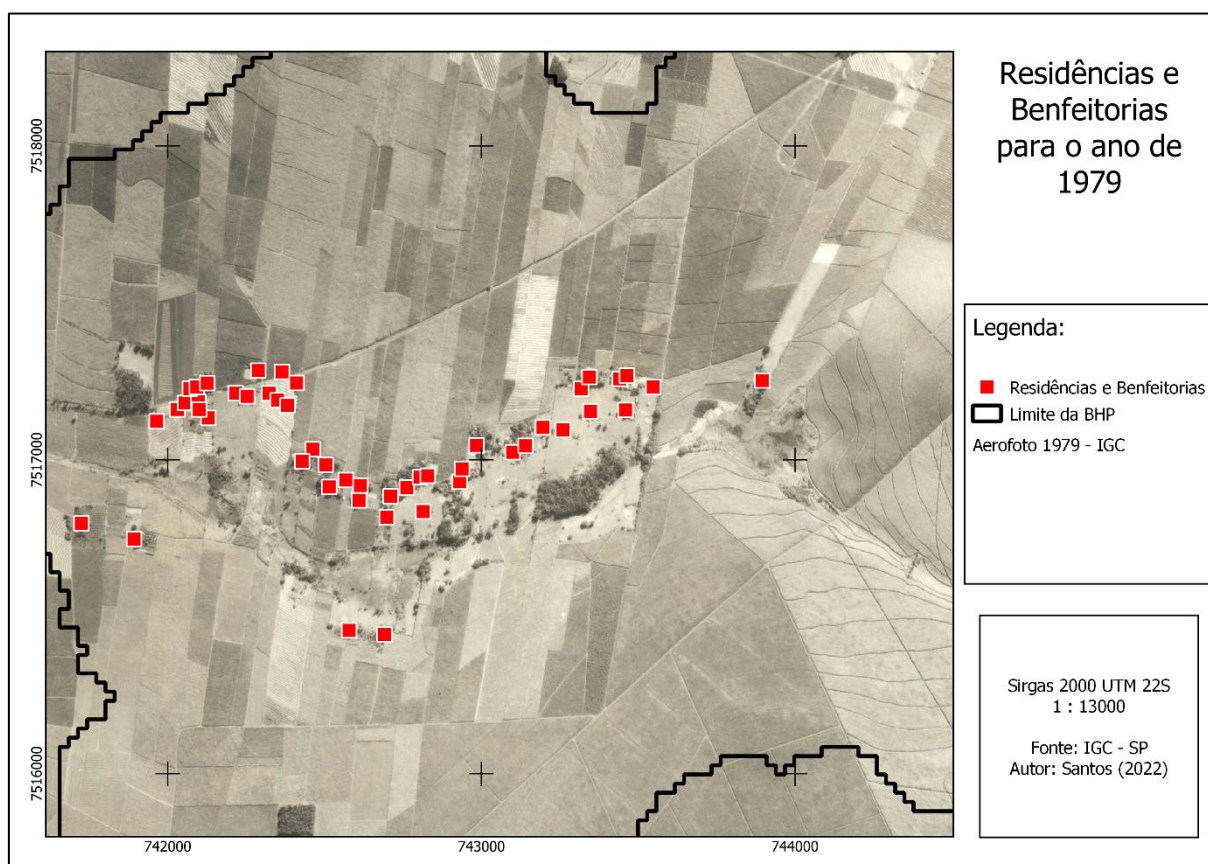 Residências e
Benfeitorias
para o ano de
1979
7518000
7517000
7516000
742000
743000
744000
Legenda:
Residências e Benfeitorias
Limite da BHP
Aerofoto 1979 - IGC
Sirgas 2000 UTM 22S
1 : 13000
Fonte: IGC - SP
Autor: Santos (2022)